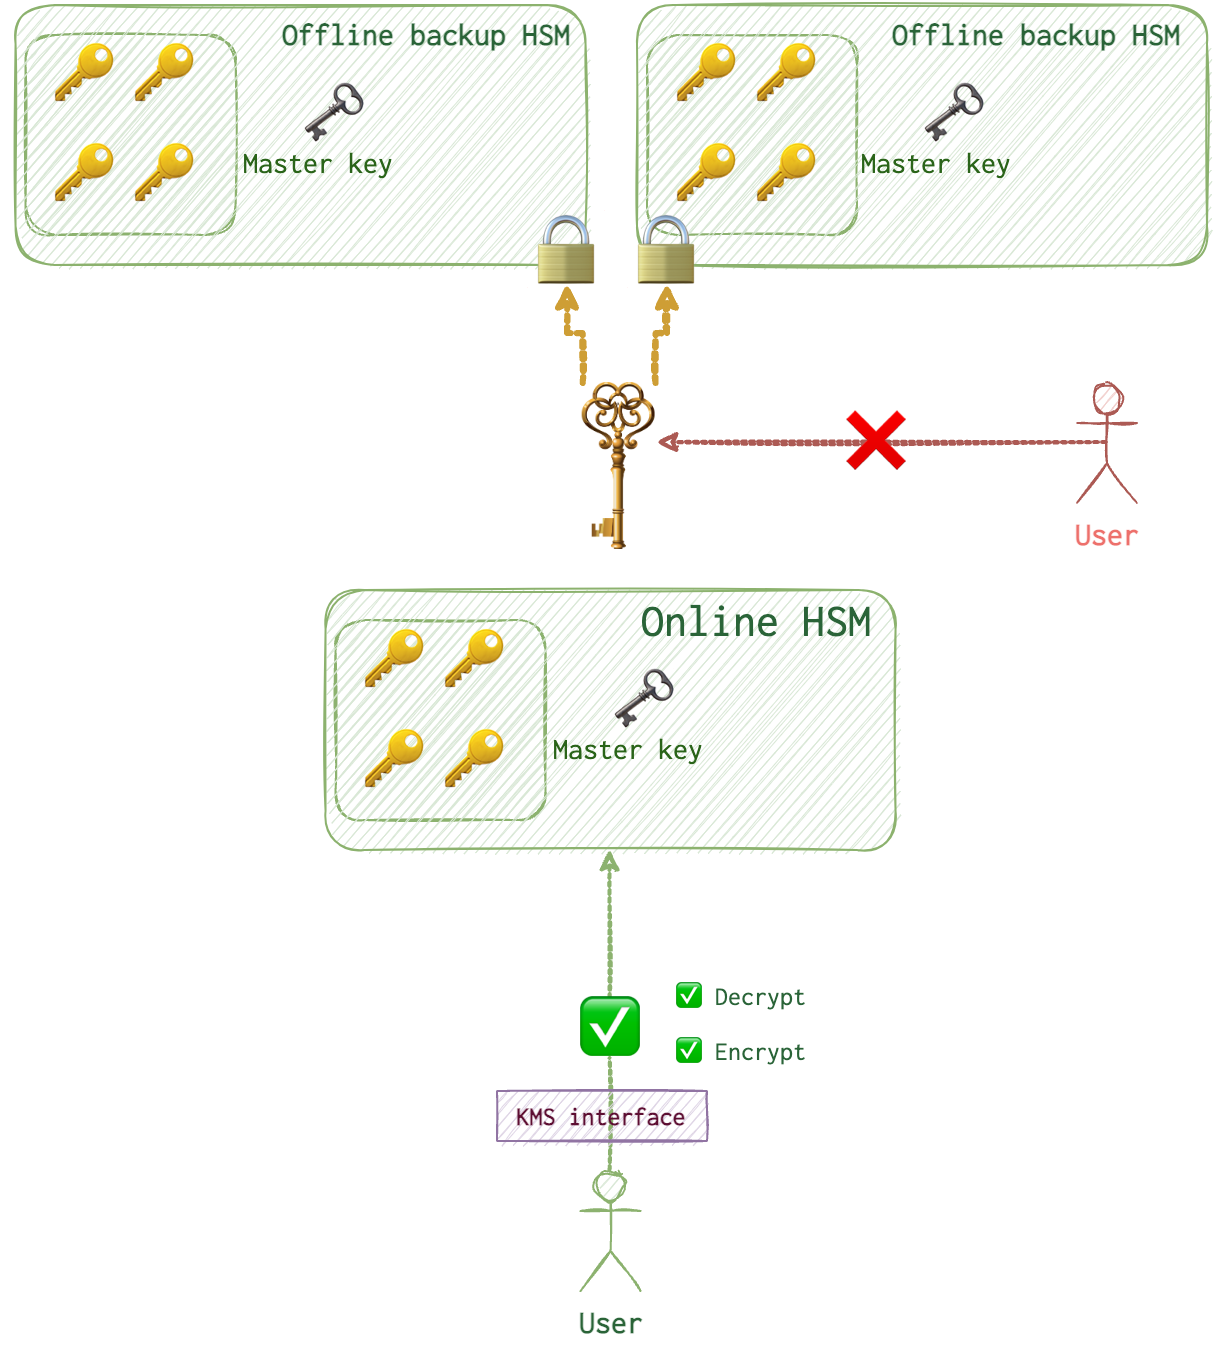 Offline backup HSM
Master key
Offline backup HSM
Master key
User
Online HSM
Master key
Decrypt
Encrypt
KMS interface
User